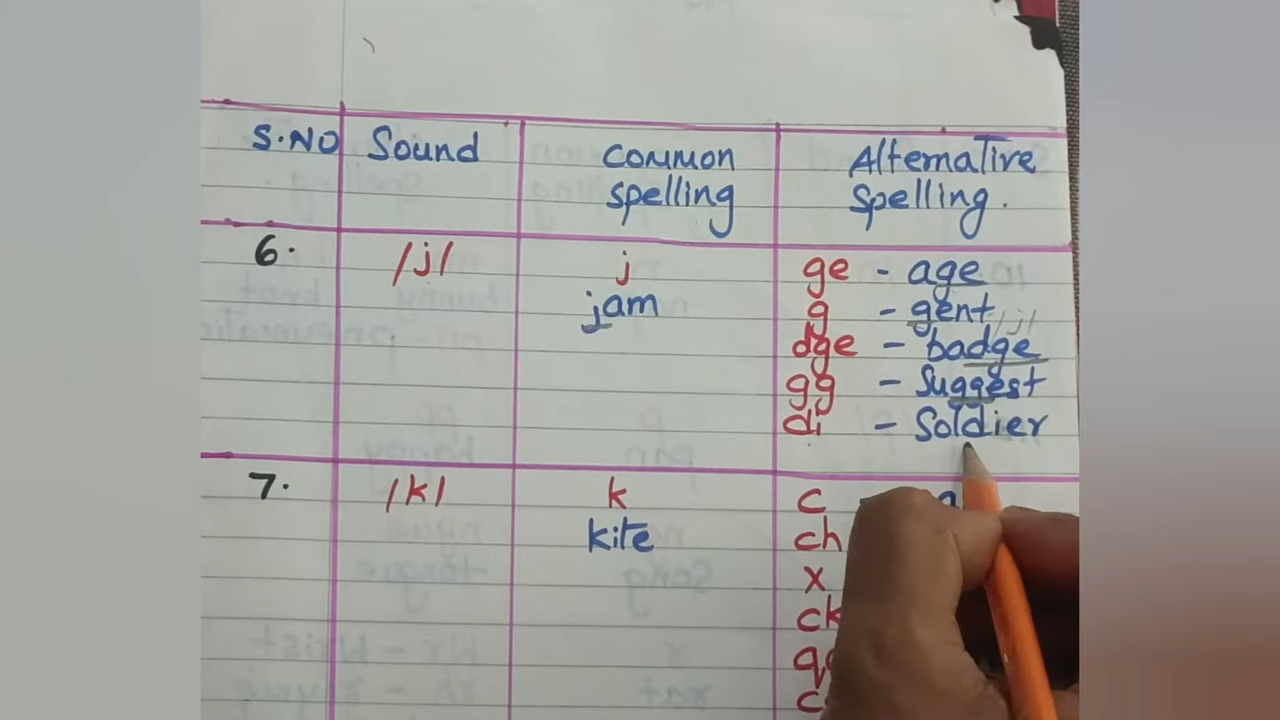 S.NO Sound Common Alternative
spelling spelling.
6. /j/ j ge - age
jam g - gent /j/
dge - badge
gg - Suggest
di - Soldier
7. /k/ k c
kite ch
x
ck